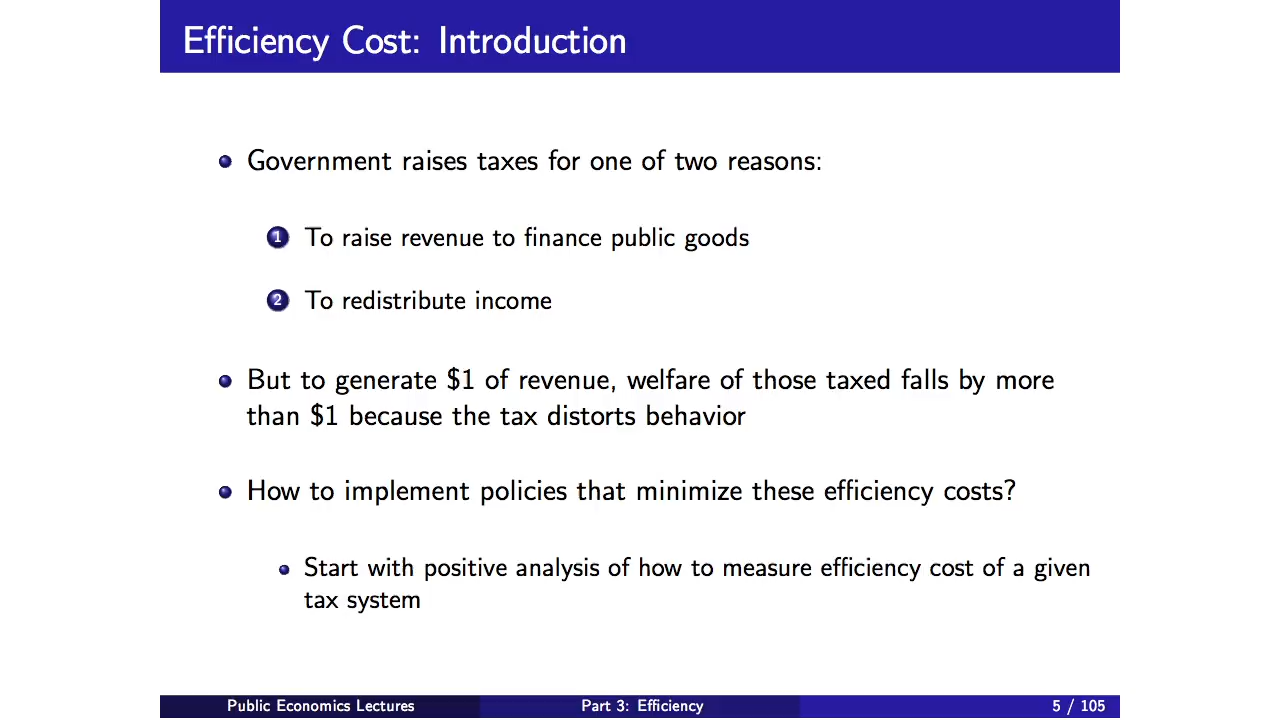 Efficiency Cost: Introduction
Government raises taxes for one of two reasons:
1 To raise revenue to finance public goods
2 To redistribute income
But to generate $1 of revenue, welfare of those taxed falls by more
than $1 because the tax distorts behavior
How to implement policies that minimize these efficiency costs?
Start with positive analysis of how to measure efficiency cost of a given
tax system
Public Economics Lectures Part 3: Efficiency 5 / 105